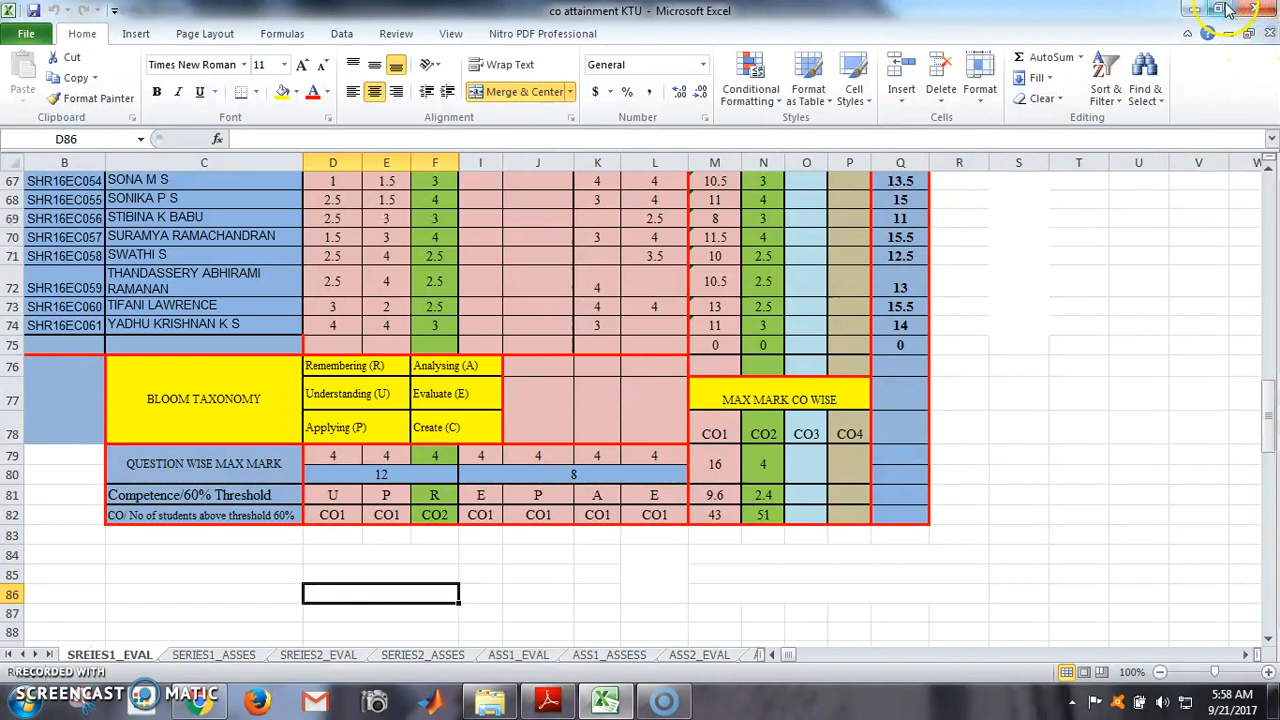 co attainment KTU - Microsoft Excel
File Home Insert Page Layout Formulas Data Review View Nitro PDF Professional
Cut
Copy
Paste
Format Painter
Clipboard
Times New Roman 11
B I U
Font
Wrap Text
Merge & Center
Alignment
General
$ % ,
Number
Conditional Formatting
Format as Table
Cell Styles
Styles
Insert Delete Format
Cells
AutoSum
Fill
Clear
Sort & Filter
Find & Select
Editing
D86 fx
B C D E F I J K L M N O P Q R S T U V W
67 SHR16EC054 SONA M S 1 1.5 3 4 4 10.5 3 13.5
68 SHR16EC055 SONIKA P S 2.5 1.5 4 3 4 11 4 15
69 SHR16EC056 STIBINA K BABU 2.5 3 3 2.5 8 3 11
70 SHR16EC057 SURAMYA RAMACHANDRAN 1.5 3 4 3 4 11.5 4 15.5
71 SHR16EC058 SWATHI S 2.5 4 2.5 3.5 10 2.5 12.5
72 SHR16EC059 THANDASSERY ABHIRAMI RAMANAN 2.5 4 2.5 4 10.5 2.5 13
73 SHR16EC060 TIFANI LAWRENCE 3 2 2.5 4 4 13 2.5 15.5
74 SHR16EC061 YADHU KRISHNAN K S 4 4 3 3 11 3 14
75 0 0 0
76 Remembering (R) Analysing (A)
77 BLOOM TAXONOMY Understanding (U) Evaluate (E) MAX MARK CO WISE
78 Applying (P) Create (C) CO1 CO2 CO3 CO4
79 QUESTION WISE MAX MARK 4 4 4 4 4 4 4 16 4
80 12 8
81 Competence/60% Threshold U P R E P A E 9.6 2.4
82 CO/ No of students above threshold 60% CO1 CO1 CO2 CO1 CO1 CO1 CO1 43 51
83
84
85
86
87
88
SREIES1_EVAL SERIES1_ASSES SREIES2_EVAL SERIES2_ASSES ASS1_EVAL ASS1_ASSESS ASS2_EVAL
100%
RECORDED WITH
SCREENCAST MATIC
5:58 AM
9/21/2017